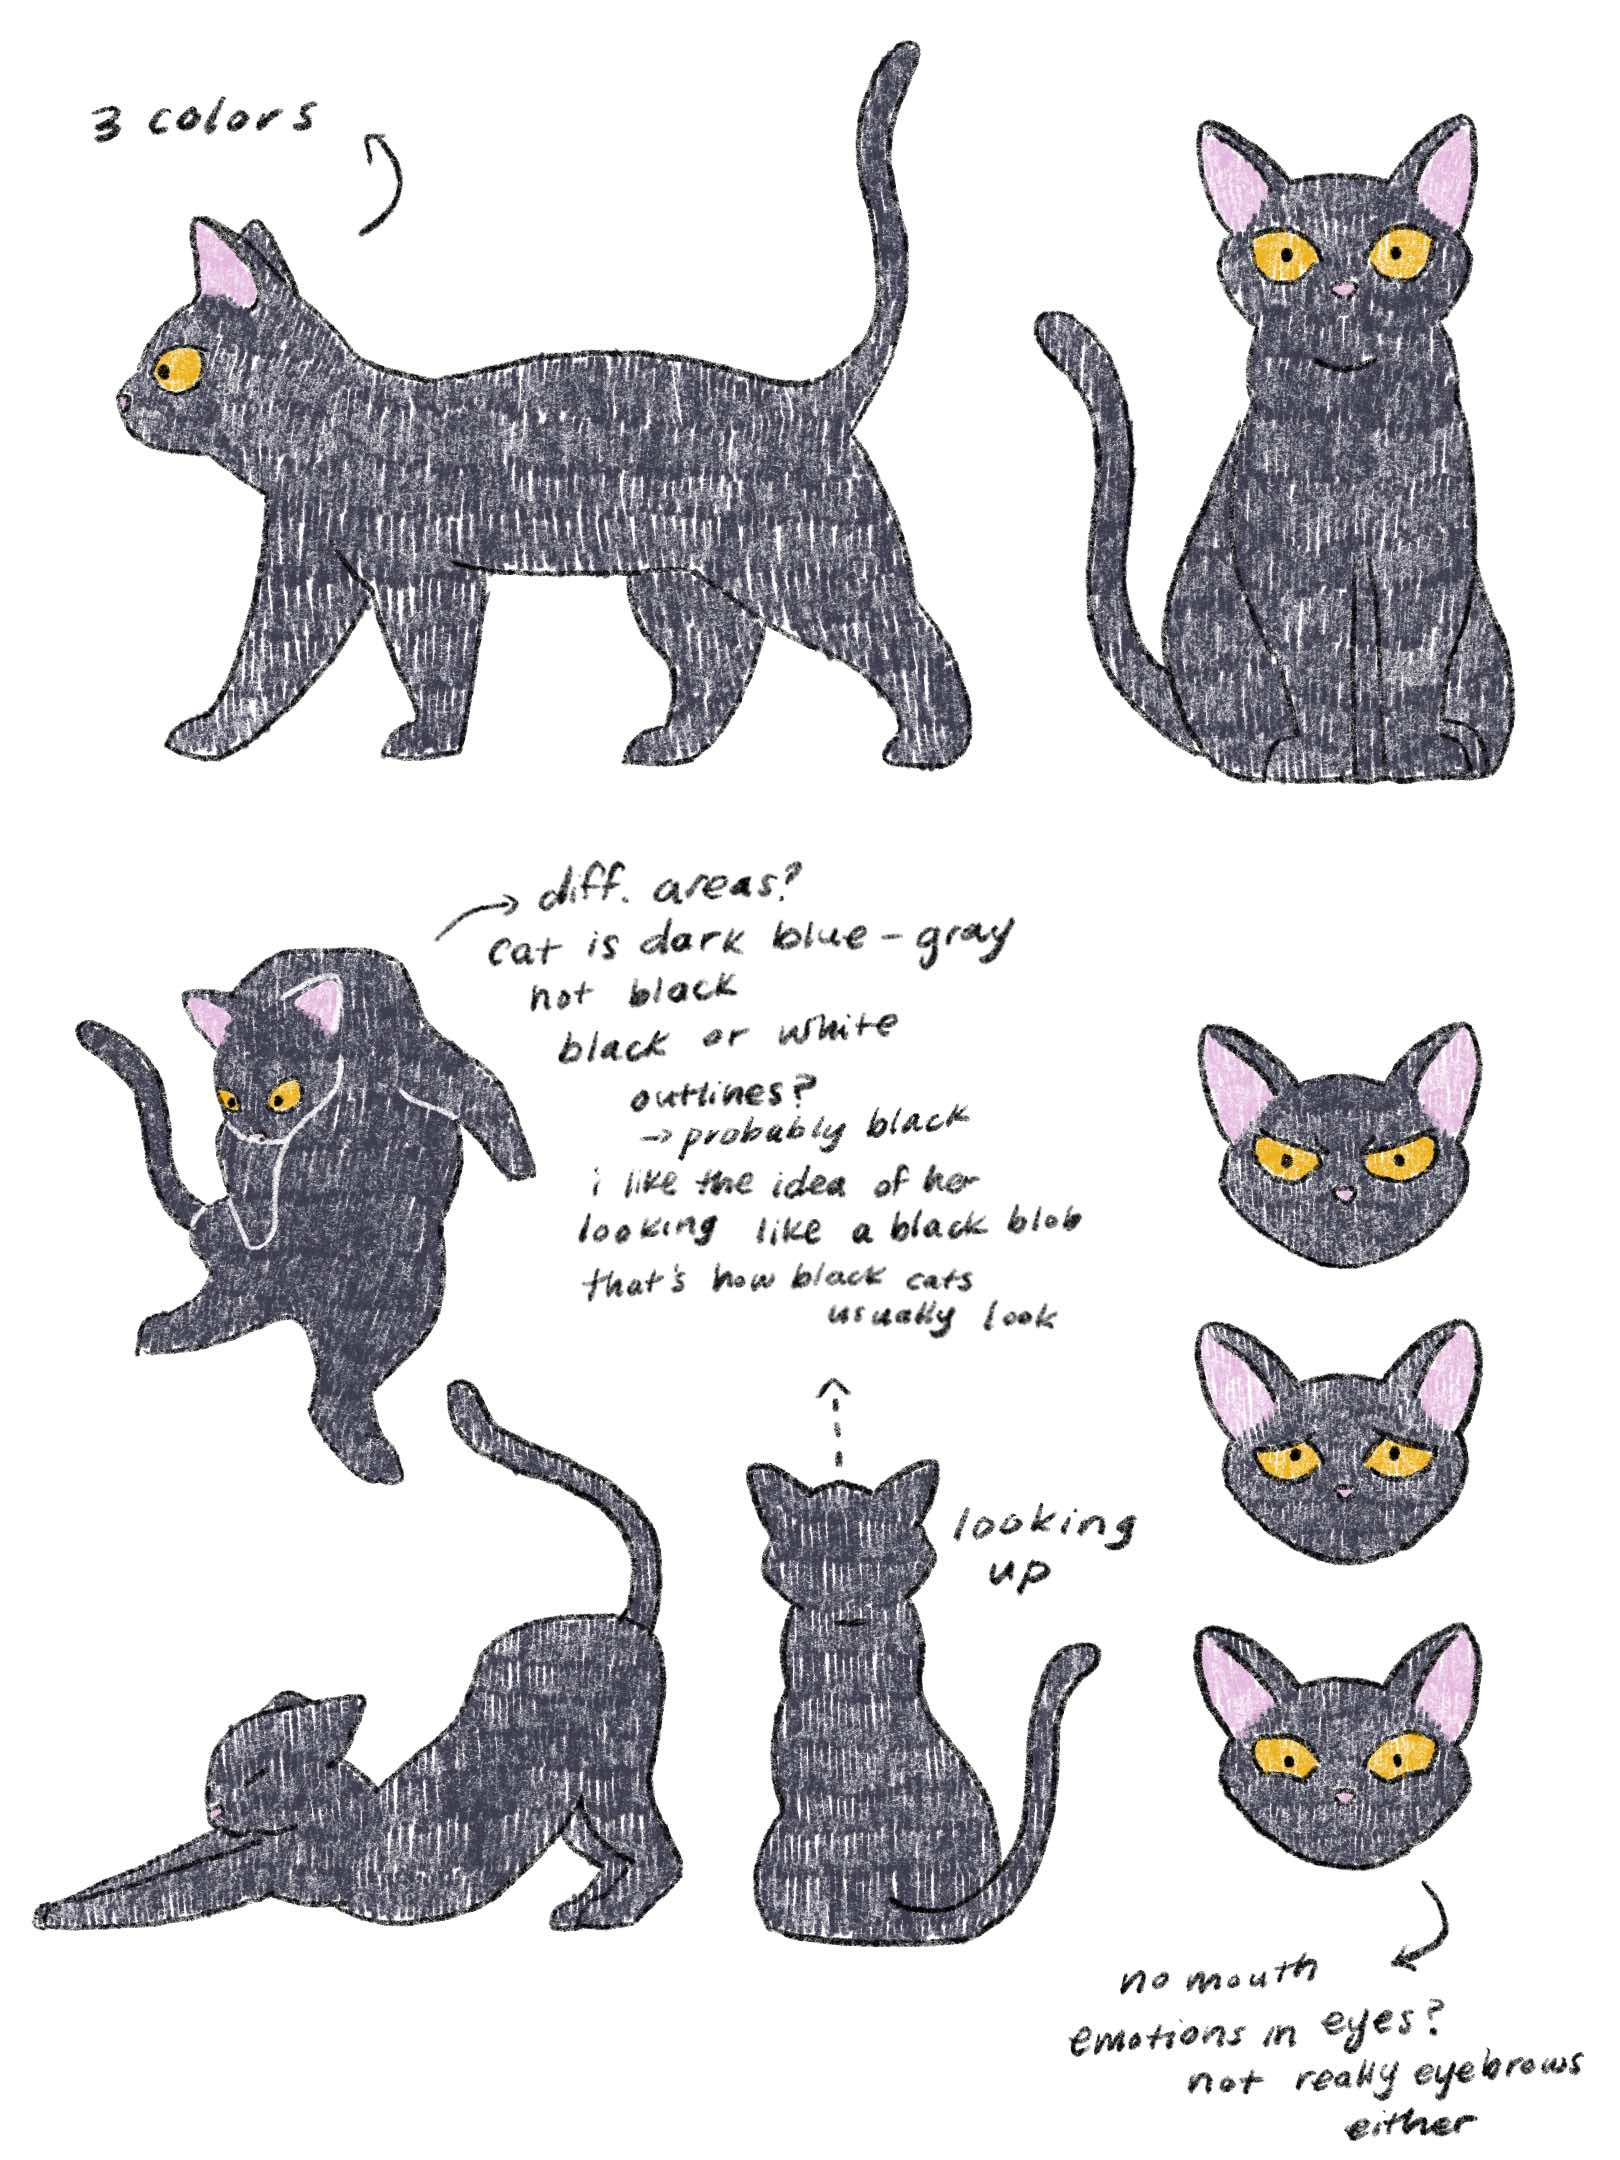 3 colors
diff. areas?
cat is dark blue-gray
not black
black or white
outlines?
→ probably black
i like the idea of her
looking like a black blob
that's how black cats
usually look
looking
up
no mouth
emotions in eyes?
not really eyebrows
either